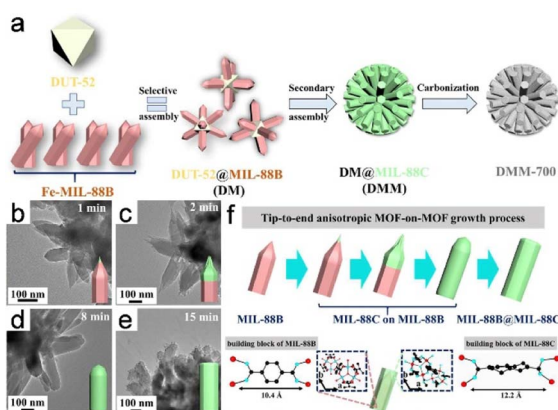 a
DUT-52
Fe-MIL-88B
Selective
assembly
DUT-52@MIL-88B
(DM)
Secondary
assembly
DM@MIL-88C
(DMM)
Carbonization
DMM-700
b
1 min
100 nm
c
2 min
100 nm
d
8 min
100 nm
e
15 min
100 nm
f
Tip-to-end anisotropic MOF-on-MOF growth process
MIL-88B
MIL-88C on MIL-88B
MIL-88B@MIL-88C
building block of MIL-88B
10.4 Å
building block of MIL-88C
12.2 Å